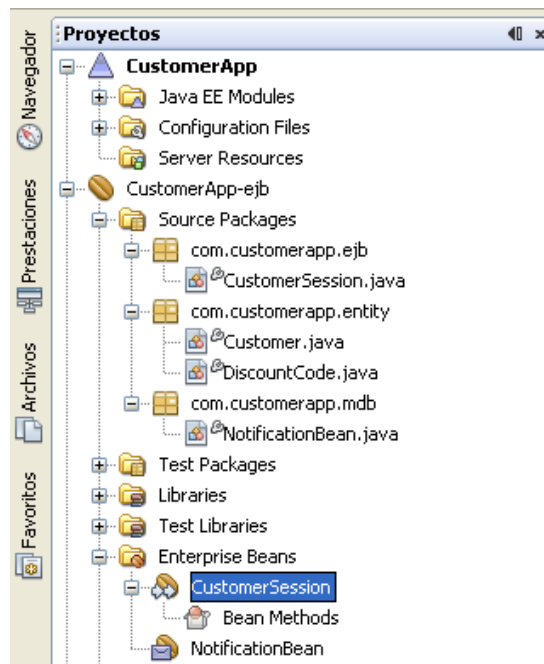 Proyectos
CustomerApp
Java EE Modules
Configuration Files
Server Resources
CustomerApp-ejb
Source Packages
com.customerapp.ejb
CustomerSession.java
com.customerapp.entity
Customer.java
DiscountCode.java
com.customerapp.mdb
NotificationBean.java
Test Packages
Libraries
Test Libraries
Enterprise Beans
CustomerSession
Bean Methods
NotificationBean
Navegador
Prestaciones
Archivos
Favoritos